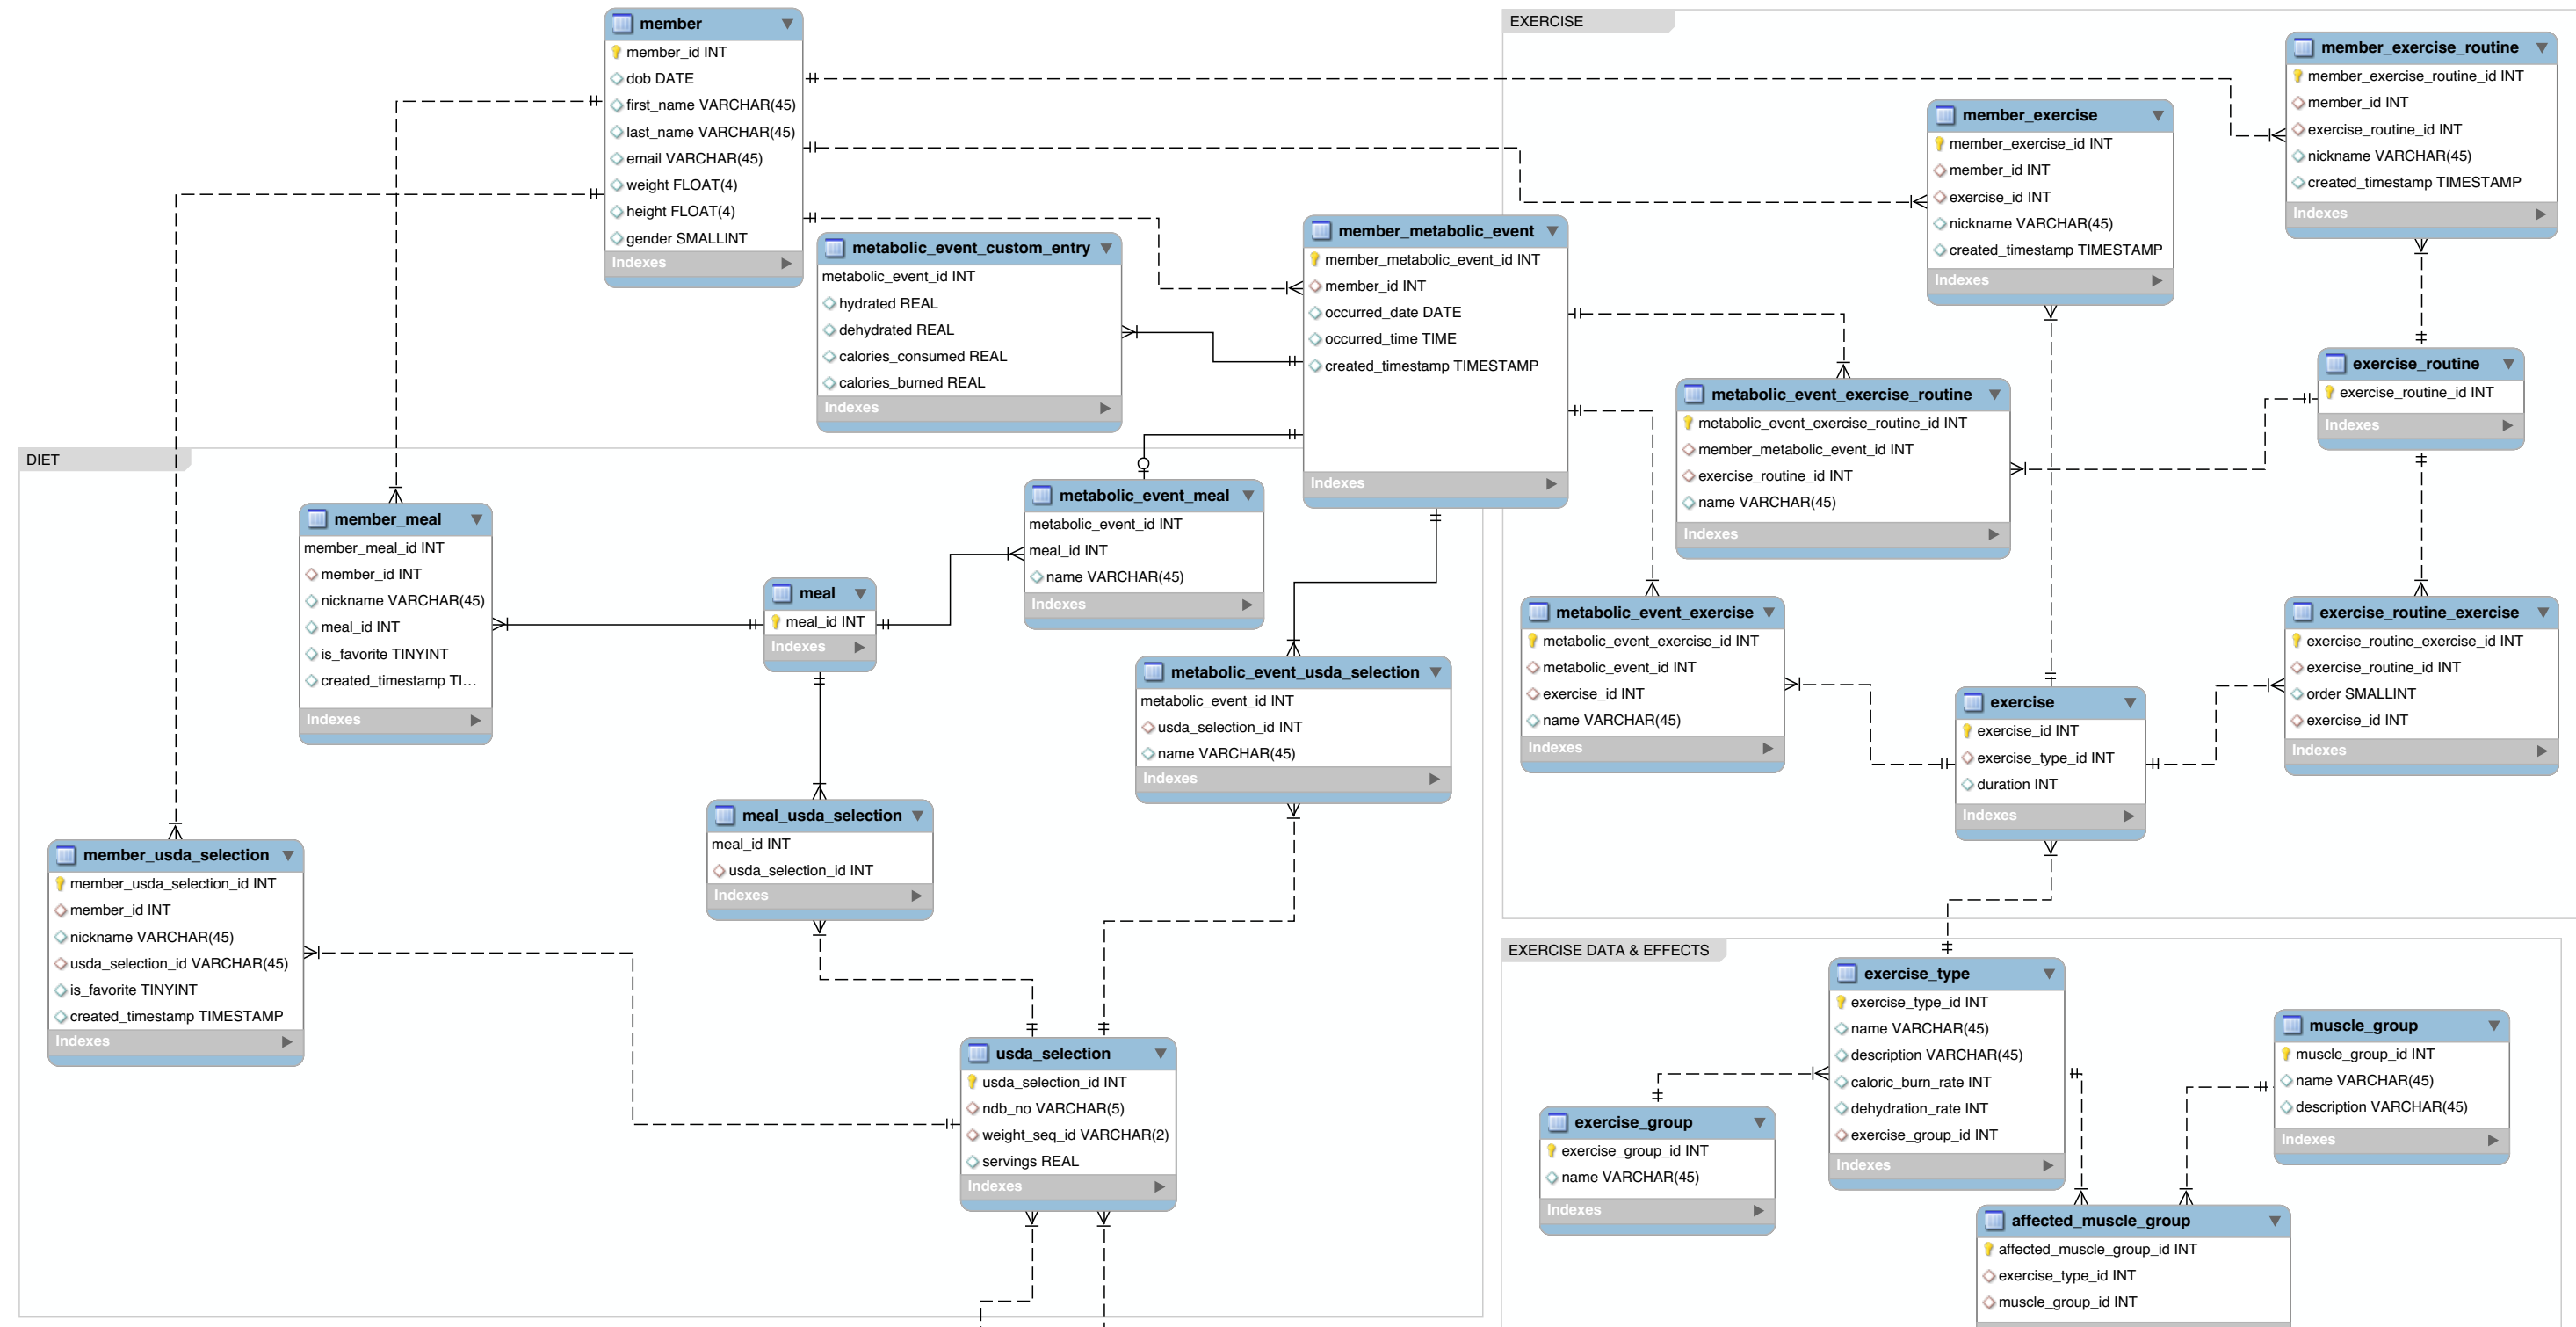 member
member_id INT
dob DATE
first_name VARCHAR(45)
last_name VARCHAR(45)
email VARCHAR(45)
weight FLOAT(4)
height FLOAT(4)
gender SMALLINT
Indexes
metabolic_event_custom_entry
metabolic_event_id INT
hydrated REAL
dehydrated REAL
calories_consumed REAL
calories_burned REAL
Indexes
member_metabolic_event
member_metabolic_event_id INT
member_id INT
occurred_date DATE
occurred_time TIME
created_timestamp TIMESTAMP
Indexes
EXERCISE
member_exercise_routine
member_exercise_routine_id INT
member_id INT
exercise_routine_id INT
nickname VARCHAR(45)
created_timestamp TIMESTAMP
Indexes
member_exercise
member_exercise_id INT
member_id INT
exercise_id INT
nickname VARCHAR(45)
created_timestamp TIMESTAMP
Indexes
exercise_routine
exercise_routine_id INT
Indexes
metabolic_event_exercise_routine
metabolic_event_exercise_routine_id INT
member_metabolic_event_id INT
exercise_routine_id INT
name VARCHAR(45)
Indexes
metabolic_event_exercise
metabolic_event_exercise_id INT
metabolic_event_id INT
exercise_id INT
name VARCHAR(45)
Indexes
exercise_routine_exercise
exercise_routine_exercise_id INT
exercise_routine_id INT
order SMALLINT
exercise_id INT
Indexes
exercise
exercise_id INT
exercise_type_id INT
duration INT
Indexes
DIET
member_meal
member_meal_id INT
member_id INT
nickname VARCHAR(45)
meal_id INT
is_favorite TINYINT
created_timestamp TI...
Indexes
meal
meal_id INT
Indexes
metabolic_event_meal
metabolic_event_id INT
meal_id INT
name VARCHAR(45)
Indexes
metabolic_event_usda_selection
metabolic_event_id INT
usda_selection_id INT
name VARCHAR(45)
Indexes
meal_usda_selection
meal_id INT
usda_selection_id INT
Indexes
member_usda_selection
member_usda_selection_id INT
member_id INT
nickname VARCHAR(45)
usda_selection_id VARCHAR(45)
is_favorite TINYINT
created_timestamp TIMESTAMP
Indexes
usda_selection
usda_selection_id INT
ndb_no VARCHAR(5)
weight_seq_id VARCHAR(2)
servings REAL
Indexes
EXERCISE DATA & EFFECTS
exercise_type
exercise_type_id INT
name VARCHAR(45)
description VARCHAR(45)
caloric_burn_rate INT
dehydration_rate INT
exercise_group_id INT
Indexes
muscle_group
muscle_group_id INT
name VARCHAR(45)
description VARCHAR(45)
Indexes
exercise_group
exercise_group_id INT
name VARCHAR(45)
Indexes
affected_muscle_group
affected_muscle_group_id INT
exercise_type_id INT
muscle_group_id INT